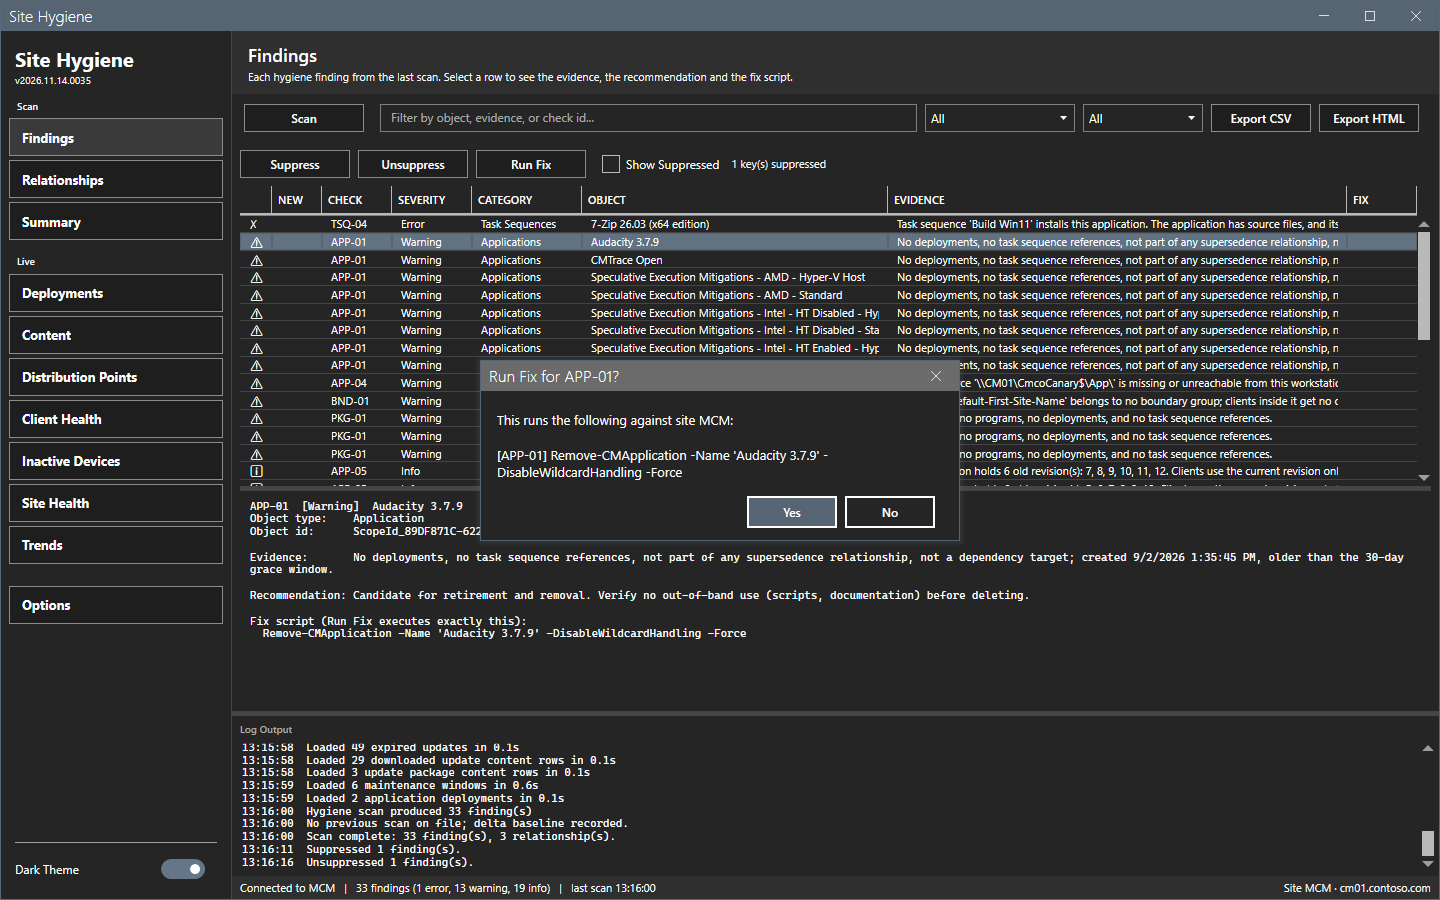 Site Hygiene
Site Hygiene
v2026.11.14.0035
Scan
Findings
Relationships
Summary
Live
Deployments
Content
Distribution Points
Client Health
Inactive Devices
Site Health
Trends
Options
Dark Theme
Findings
Each hygiene finding from the last scan. Select a row to see the evidence, the recommendation and the fix script.
Scan Filter by object, evidence, or check id... All All Export CSV Export HTML
Suppress Unsuppress Run Fix Show Suppressed 1 key(s) suppressed
NEW CHECK SEVERITY CATEGORY OBJECT EVIDENCE FIX
X TSQ-04 Error Task Sequences 7-Zip 26.03 (x64 edition) Task sequence 'Build Win11' installs this application. The application has source files, and its
APP-01 Warning Applications Audacity 3.7.9 No deployments, no task sequence references, not part of any supersedence relationship, n
APP-01 Warning Applications CMTrace Open No deployments, no task sequence references, not part of any supersedence relationship, n
APP-01 Warning Applications Speculative Execution Mitigations - AMD - Hyper-V Host No deployments, no task sequence references, not part of any supersedence relationship, n
APP-01 Warning Applications Speculative Execution Mitigations - AMD - Standard No deployments, no task sequence references, not part of any supersedence relationship, n
APP-01 Warning Applications Speculative Execution Mitigations - Intel - HT Disabled - Hyp No deployments, no task sequence references, not part of any supersedence relationship, n
APP-01 Warning Applications Speculative Execution Mitigations - Intel - HT Disabled - Sta No deployments, no task sequence references, not part of any supersedence relationship, n
APP-01 Warning Applications Speculative Execution Mitigations - Intel - HT Enabled - Hyp No deployments, no task sequence references, not part of any supersedence relationship, n
APP-01 Warning loyments, no task sequence references, not part of any supersedence relationship, n
APP-04 Warning ce '\\CM01\CmcoCanary$\App\' is missing or unreachable from this workstatio
BND-01 Warning efault-First-Site-Name' belongs to no boundary group; clients inside it get no c
PKG-01 Warning no programs, no deployments, and no task sequence references.
PKG-01 Warning no programs, no deployments, and no task sequence references.
PKG-01 Warning no programs, no deployments, and no task sequence references.
APP-05 Info on holds 6 old revision(s): 7, 8, 9, 10, 11, 12. Clients use the current revision onl
Run Fix for APP-01?
This runs the following against site MCM:
[APP-01] Remove-CMApplication -Name 'Audacity 3.7.9' -
DisableWildcardHandling -Force
Yes No
APP-01 [Warning] Audacity 3.7.9
Object type: Application
Object id: ScopeId_89DF871C-622
Evidence: No deployments, no task sequence references, not part of any supersedence relationship, not a dependency target; created 9/2/2026 1:35:45 PM, older than the 30-day
grace window.
Recommendation: Candidate for retirement and removal. Verify no out-of-band use (scripts, documentation) before deleting.
Fix script (Run Fix executes exactly this):
Remove-CMApplication -Name 'Audacity 3.7.9' -DisableWildcardHandling -Force
Log Output
13:15:58 Loaded 49 expired updates in 0.1s
13:15:58 Loaded 29 downloaded update content rows in 0.1s
13:15:58 Loaded 3 update package content rows in 0.1s
13:15:59 Loaded 6 maintenance windows in 0.6s
13:15:59 Loaded 2 application deployments in 0.1s
13:16:00 Hygiene scan produced 33 finding(s)
13:16:00 No previous scan on file; delta baseline recorded.
13:16:00 Scan complete: 33 finding(s), 3 relationship(s).
13:16:11 Suppressed 1 finding(s).
13:16:16 Unsuppressed 1 finding(s).
Connected to MCM | 33 findings (1 error, 13 warning, 19 info) | last scan 13:16:00
Site MCM · cm01.contoso.com